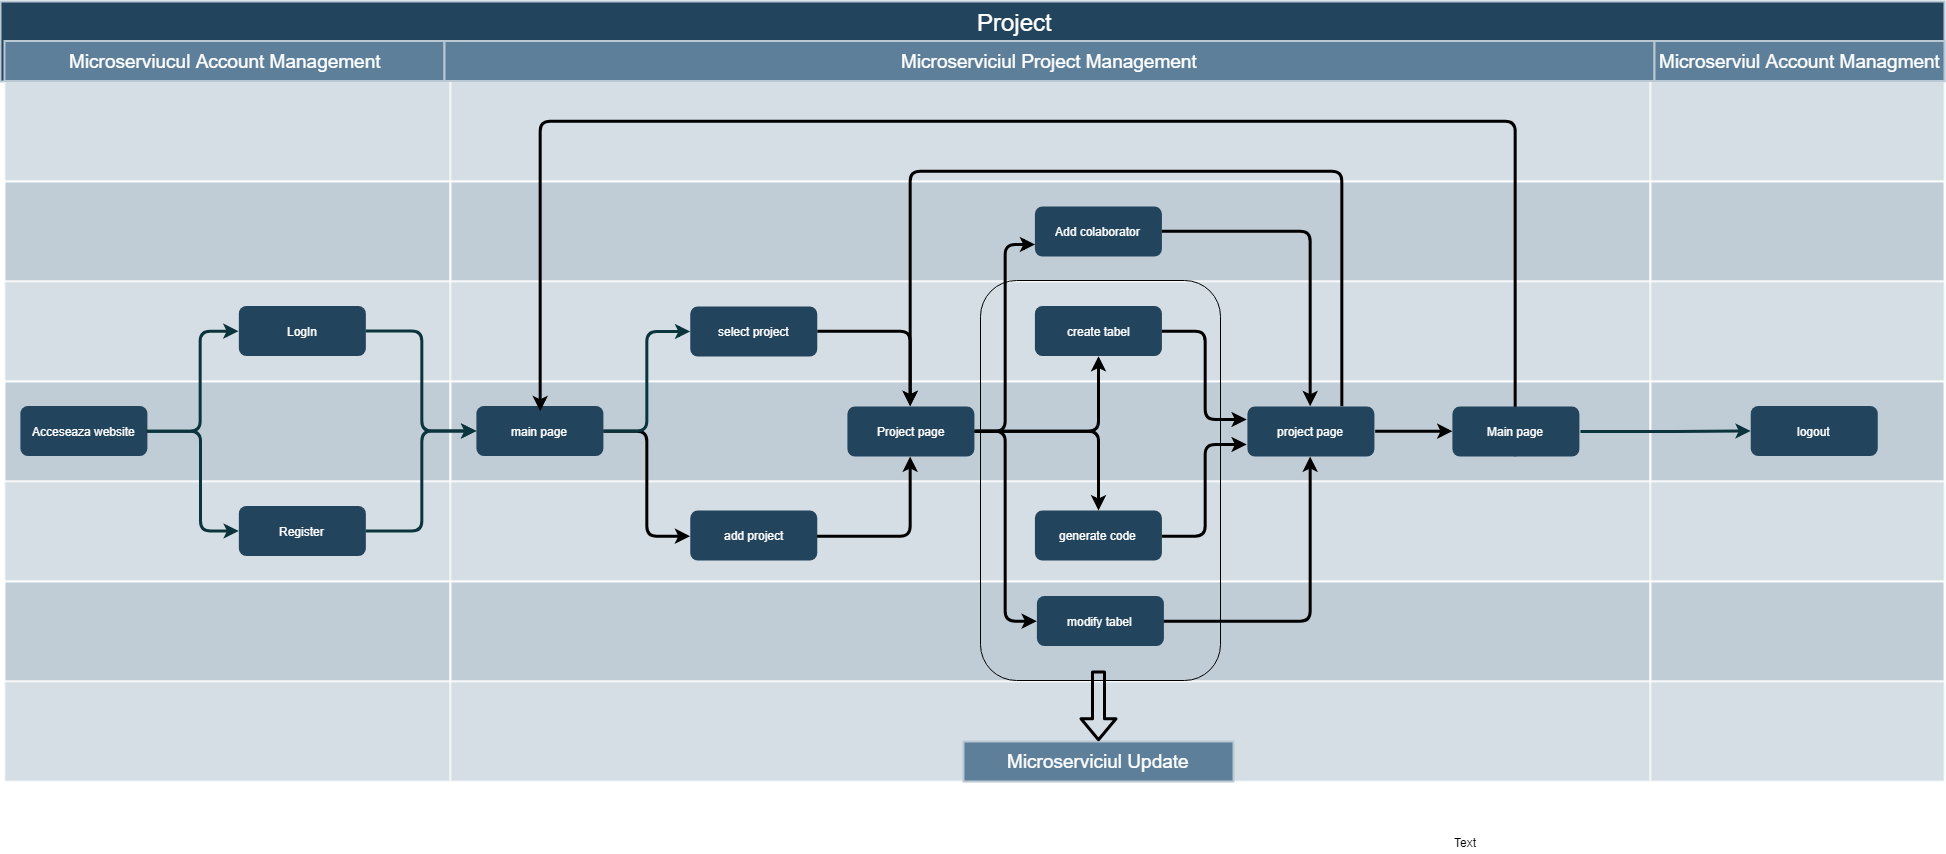 Project
Microserviucul Account Management
Microserviciul Project Management
Microserviul Account Managment
Add colaborator
LogIn
select project
create tabel
Acceseaza website
main page
Project page
project page
Main page
logout
Register
add project
generate code
modify tabel
Microserviciul Update
Text